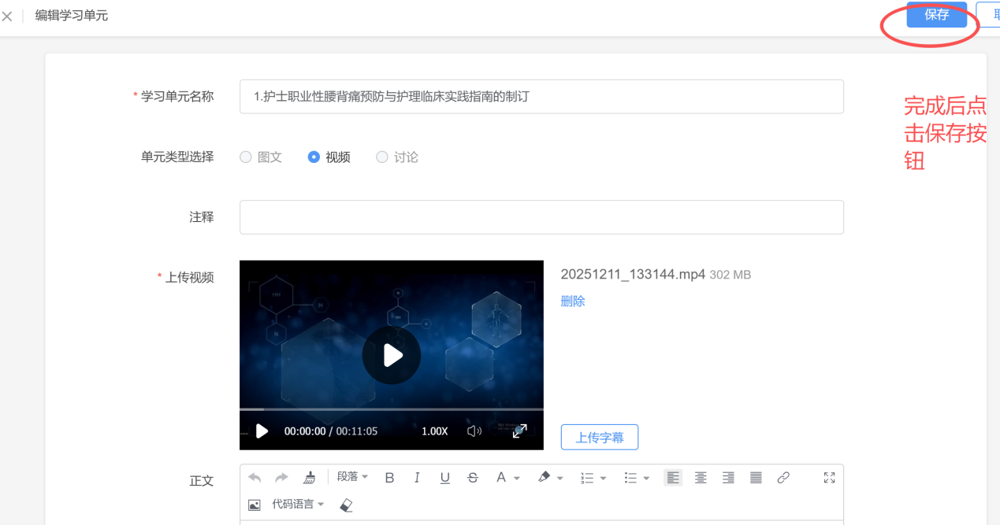 编辑学习单元
保存
* 学习单元名称
1.护士职业性腰背痛预防与护理临床实践指南的制订
完成后点
击保存按
钮
单元类型选择
图文
视频
讨论
注释
* 上传视频
20251211_133144.mp4 302 MB
删除
00:00:00 / 00:11:05
1.00X
上传字幕
正文
段落
B I U S A
代码语言